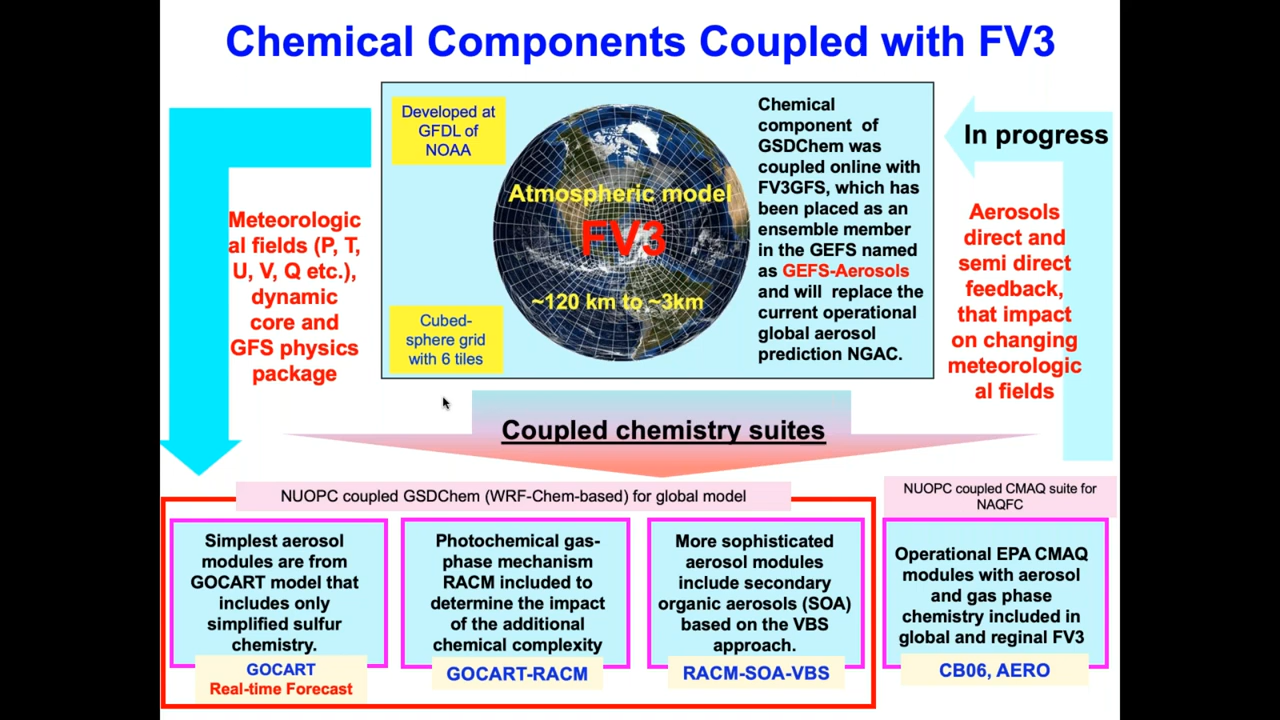 Chemical Components Coupled with FV3
Developed at
GFDL of
NOAA
Atmospheric model
FV3
~120 km to ~3km
Cubed-
sphere grid
with 6 tiles
Chemical
component of
GSDChem was
coupled online with
FV3GFS, which has
been placed as an
ensemble member
in the GEFS named
as GEFS-Aerosols
and will replace the
current operational
global aerosol
prediction NGAC.
In progress
Meteorologic
al fields (P, T,
U, V, Q etc.),
dynamic
core and
GFS physics
package
Aerosols
direct and
semi direct
feedback,
that impact
on changing
meteorologic
al fields
Coupled chemistry suites
NUOPC coupled GSDChem (WRF-Chem-based) for global model
NUOPC coupled CMAQ suite for
NAQFC
Simplest aerosol
modules are from
GOCART model that
includes only
simplified sulfur
chemistry.
GOCART
Real-time Forecast
Photochemical gas-
phase mechanism
RACM included to
determine the impact
of the additional
chemical complexity
GOCART-RACM
More sophisticated
aerosol modules
include secondary
organic aerosols (SOA)
based on the VBS
approach.
RACM-SOA-VBS
Operational EPA CMAQ
modules with aerosol
and gas phase
chemistry included in
global and reginal FV3
CB06, AERO